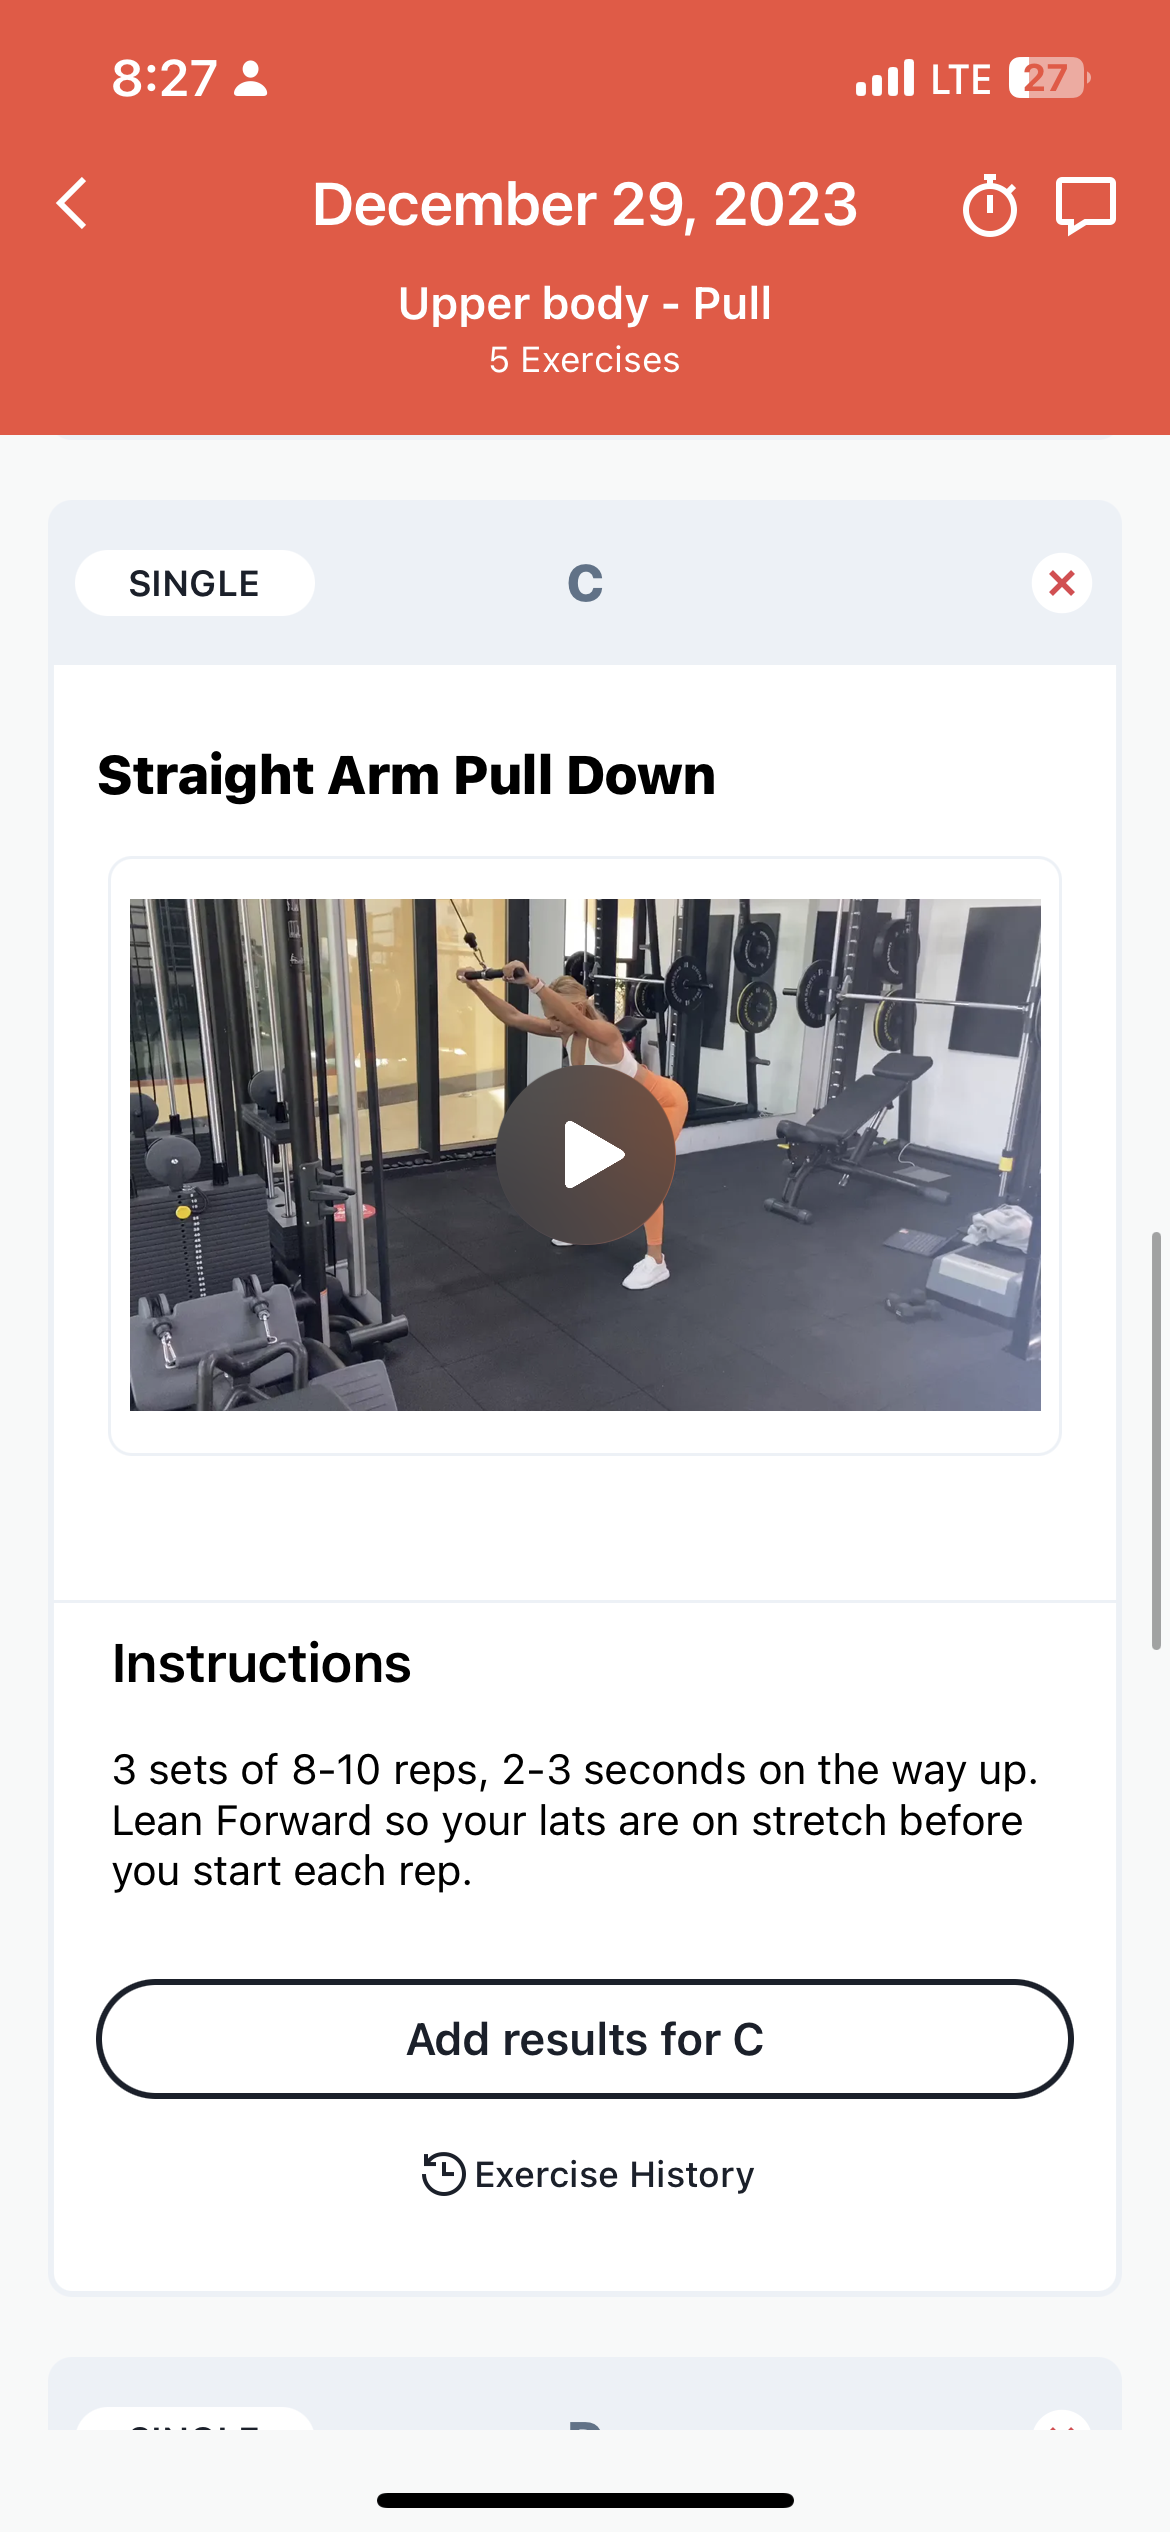 8:27
LTE
27
December 29, 2023
Upper body - Pull
5 Exercises
SINGLE
C
Straight Arm Pull Down
Instructions
3 sets of 8-10 reps, 2-3 seconds on the way up.
Lean Forward so your lats are on stretch before
you start each rep.
Add results for C
Exercise History